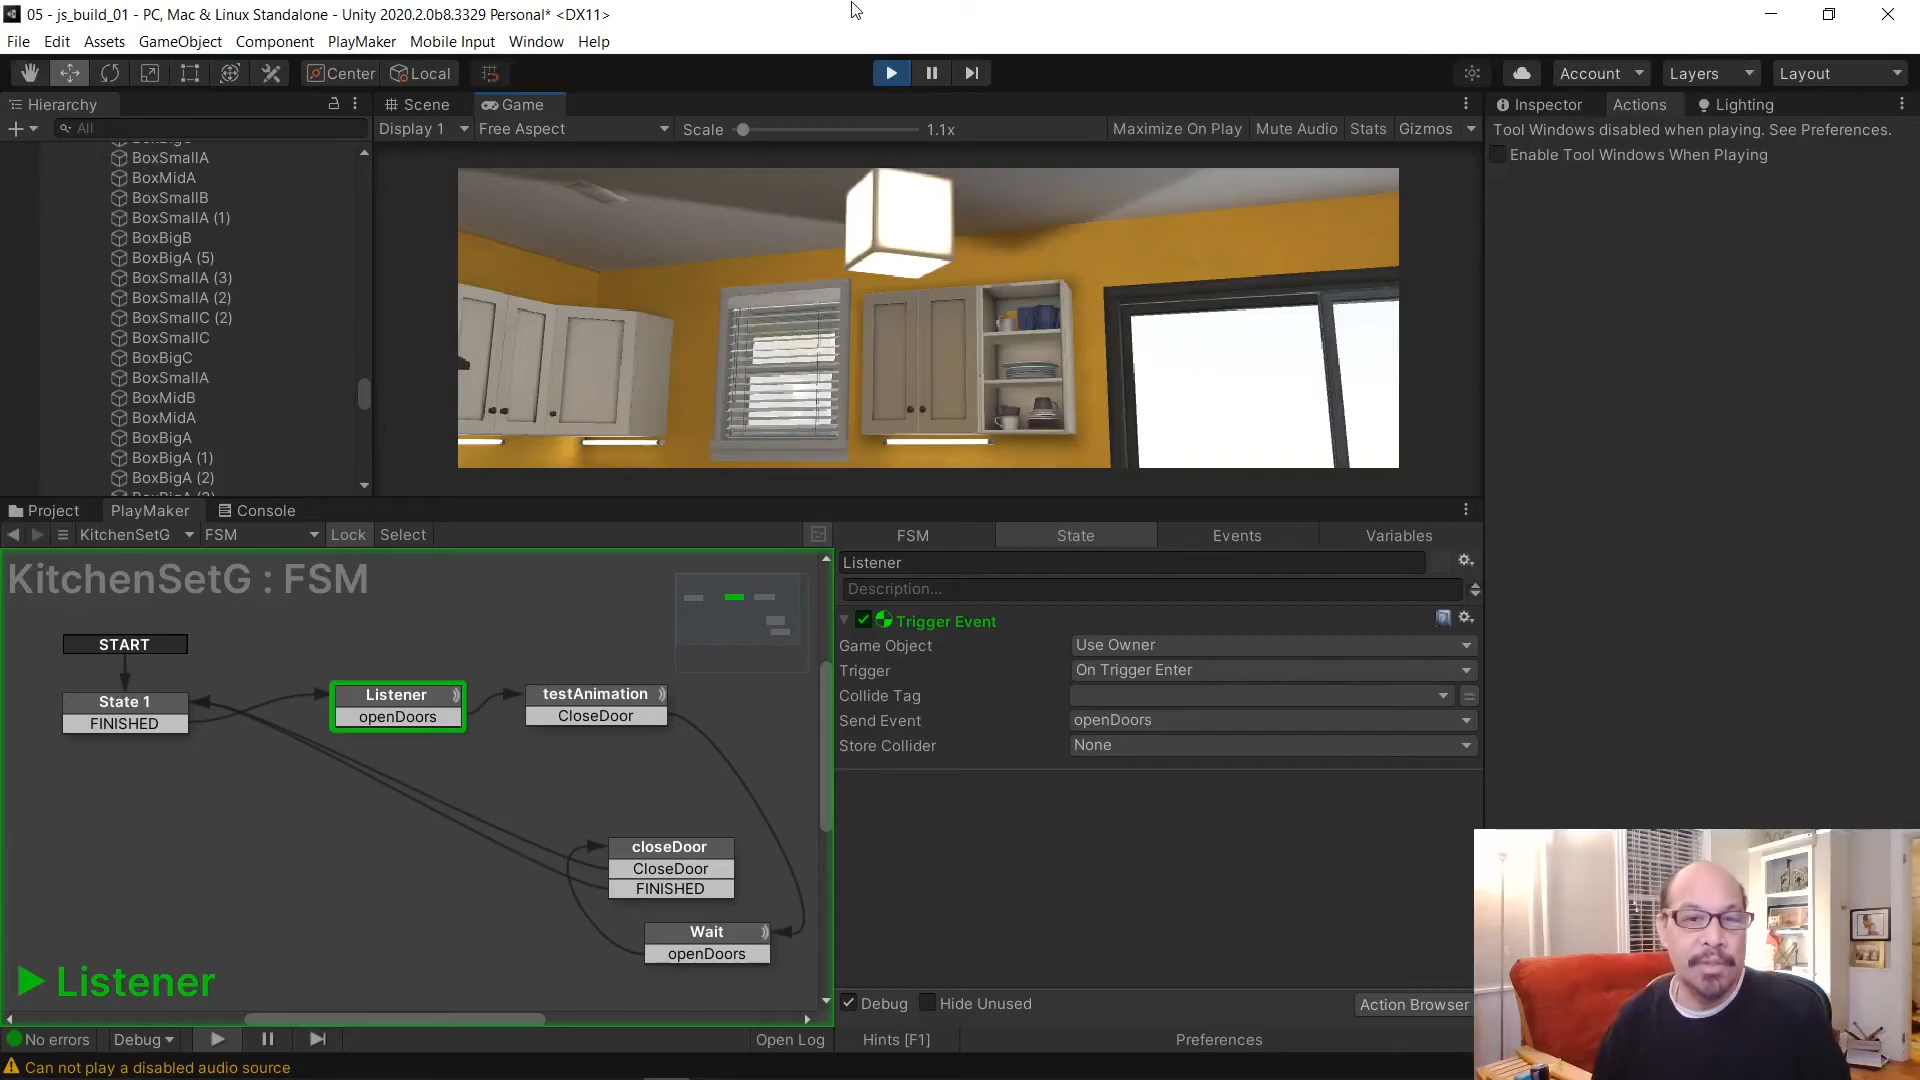 05 - js_build_01 - PC, Mac & Linux Standalone - Unity 2020.2.0b8.3329 Personal* <DX11>
File Edit Assets GameObject Component PlayMaker Mobile Input Window Help
Center Local Account Layers Layout
Hierarchy
All
BoxSmallA
BoxMidA
BoxSmallB
BoxSmallA (1)
BoxBigB
BoxBigA (5)
BoxSmallA (3)
BoxSmallA (2)
BoxSmallC (2)
BoxSmallC
BoxBigC
BoxSmallA
BoxMidB
BoxMidA
BoxBigA
BoxBigA (1)
BoxBigA (2)
Scene Game
Display 1 Free Aspect Scale 1.1x Maximize On Play Mute Audio Stats Gizmos
Inspector Actions Lighting
Tool Windows disabled when playing. See Preferences.
Enable Tool Windows When Playing
Project PlayMaker Console
KitchenSetG FSM Lock Select
KitchenSetG : FSM
START
State 1
FINISHED
Listener
openDoors
testAnimation
CloseDoor
closeDoor
CloseDoor
FINISHED
Wait
openDoors
Listener
FSM State Events Variables
Listener
Description...
Trigger Event
Game Object Use Owner
Trigger On Trigger Enter
Collide Tag
Send Event openDoors
Store Collider None
Debug Hide Unused Action Browser
No errors Debug Open Log Hints [F1] Preferences
Can not play a disabled audio source